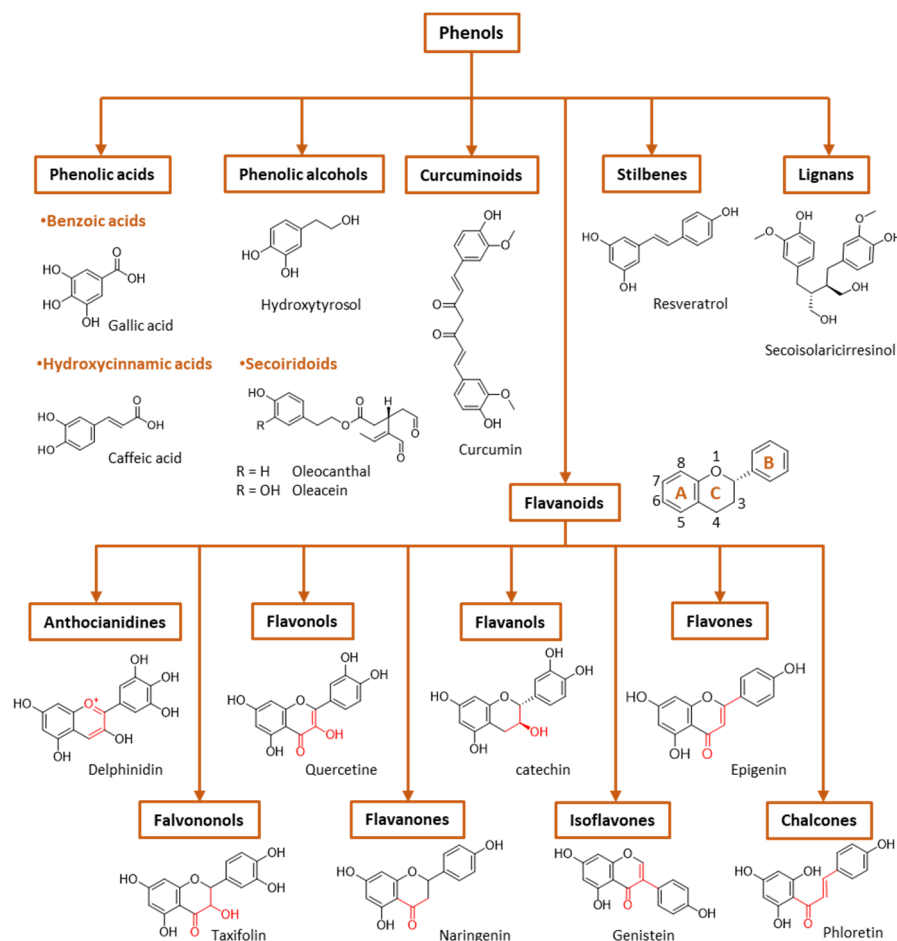 Phenols
Phenolic acids
Phenolic alcohols
Curcuminoids
Stilbenes
Lignans
•Benzoic acids
HO
HO
OH
O
OH
Gallic acid
•Hydroxycinnamic acids
HO
HO
O
OH
Caffeic acid
OH
HO
OH
Hydroxytyrosol
•Secoiridoids
HO
R
O
O
H
O
O
R = H Oleocanthal
R = OH Oleacein
OH
O
O
O
O
OH
Curcumin
OH
HO
OH
Resveratrol
OH
O
O
OH
OH
OH
Secoisolaricirresinol
Flavanoids
1
8
O
B
7
A
C
6
3
5
4
Anthocianidines
Flavonols
Flavanols
Flavones
OH
OH
HO
O⁺
OH
OH
OH
Delphinidin
HO
OH
HO
O
OH
OH
O
Quercetine
OH
OH
HO
O
OH
OH
catechin
OH
HO
O
OH
O
Epigenin
Falvononols
Flavanones
Isoflavones
Chalcones
OH
HO
O
OH
OH
OH
O
Taxifolin
OH
HO
O
OH
O
Naringenin
HO
O
OH
O
OH
Genistein
OH
HO
OH
OH
O
Phloretin